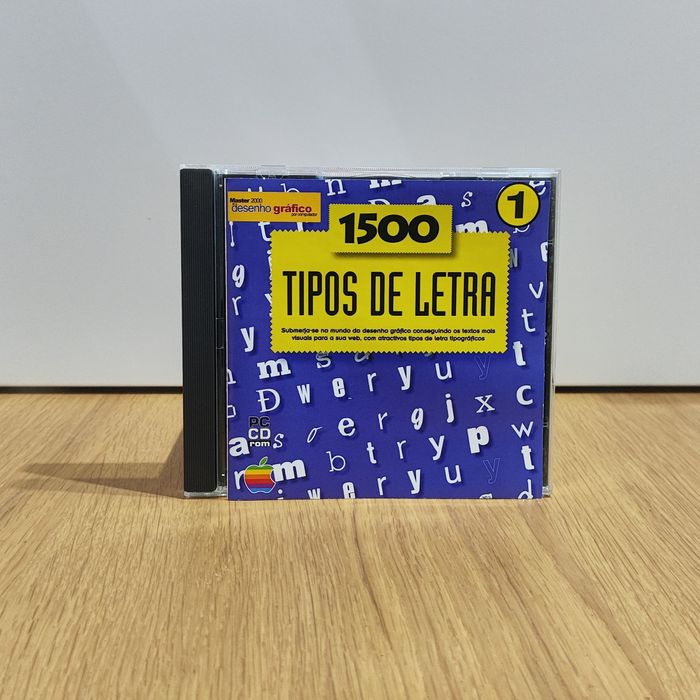 Master 2000
desenho gráfico
por computador
1
1500
TIPOS DE LETRA
Submerja-se no mundo do desenho gráfico conseguindo os textos mais
visuais para a sua web, com atractivos tipos de letra tipográficos
PC
CD
rom